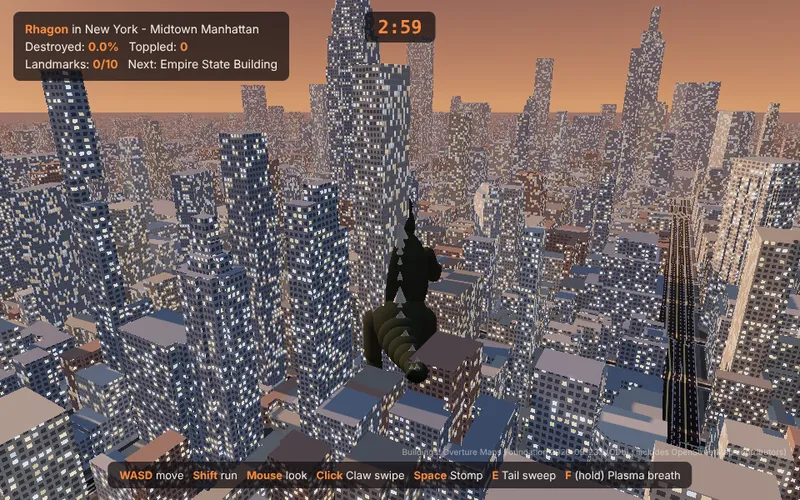 Rhagon in New York - Midtown Manhattan
Destroyed: 0.0% Toppled: 0
Landmarks: 0/10 Next: Empire State Building
2:59
Buildings: Overture Maps Foundation
WASD move Shift run Mouse look Click Claw swipe Space Stomp E Tail sweep F (hold) Plasma breath